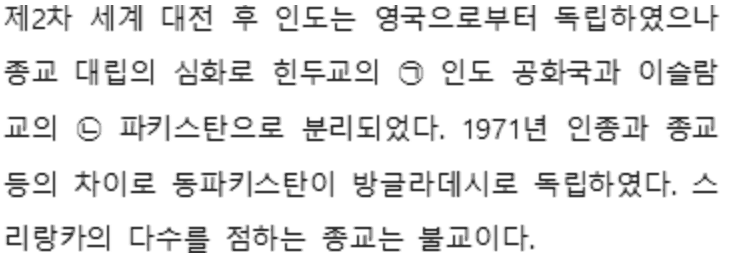 제2차 세계 대전 후 인도는 영국으로부터 독립하였으나
종교 대립의 심화로 힌두교의 ㉠ 인도 공화국과 이슬람
교의 ㉡ 파키스탄으로 분리되었다. 1971년 인종과 종교
등의 차이로 동파키스탄이 방글라데시로 독립하였다. 스
리랑카의 다수를 점하는 종교는 불교이다.